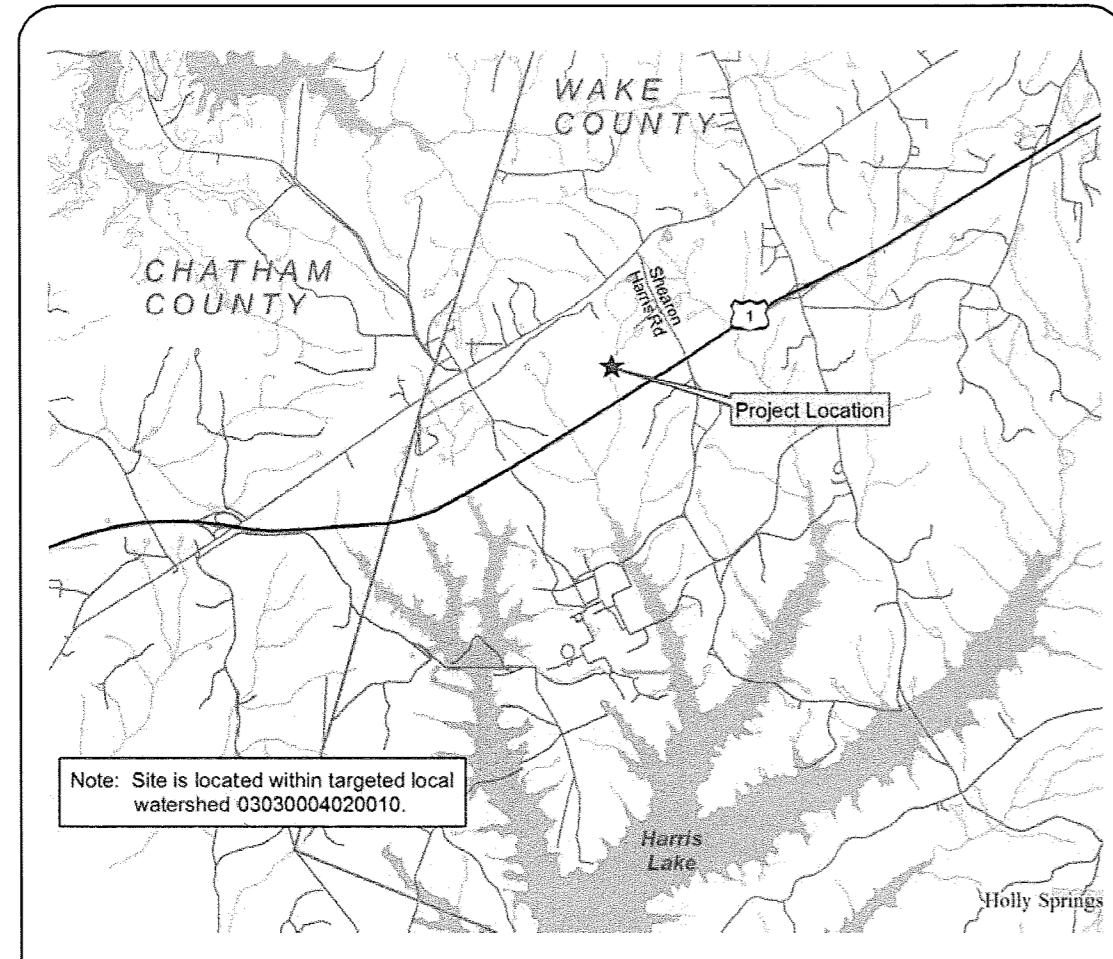 WAKE
COUNTY
CHATHAM
COUNTY
Shearon
Harris Rd
1
Project Location
Note: Site is located within targeted local
watershed 03030004020010.
Harris
Lake
Holly Springs